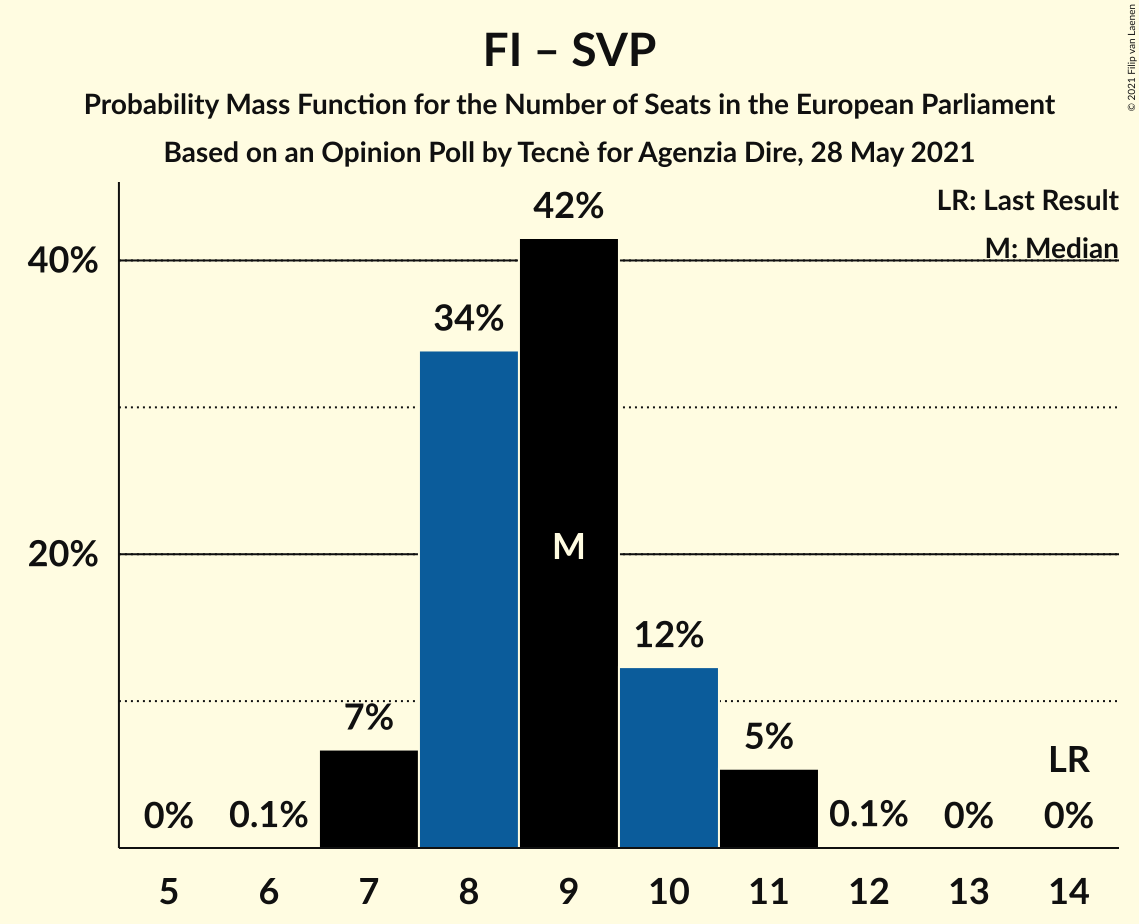 FI – SVP
Probability Mass Function for the Number of Seats in the European Parliament
Based on an Opinion Poll by Tecnè for Agenzia Dire, 28 May 2021
© 2021 Filip van Laenen
LR: Last Result
M: Median
40%
20%
0%
0.1%
7%
34%
42%
M
12%
5%
0.1%
0%
LR
0%
5 6 7 8 9 10 11 12 13 14